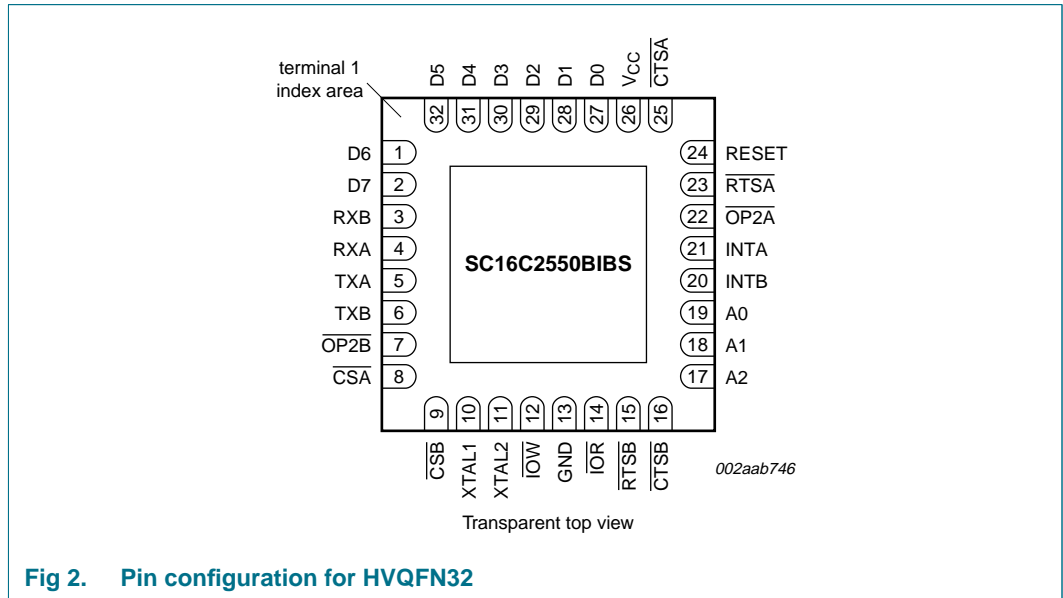 terminal 1
index area
D5 D4 D3 D2 D1 D0 VCC CTSA
32 31 30 29 28 27 26 25
D6 1
D7 2
RXB 3
RXA 4
TXA 5
TXB 6
OP2B 7
CSA 8
SC16C2550BIBS
24 RESET
23 RTSA
22 OP2A
21 INTA
20 INTB
19 A0
18 A1
17 A2
9 10 11 12 13 14 15 16
CSB XTAL1 XTAL2 IOW GND IOR RTSB CTSB
002aab746
Transparent top view
Fig 2. Pin configuration for HVQFN32